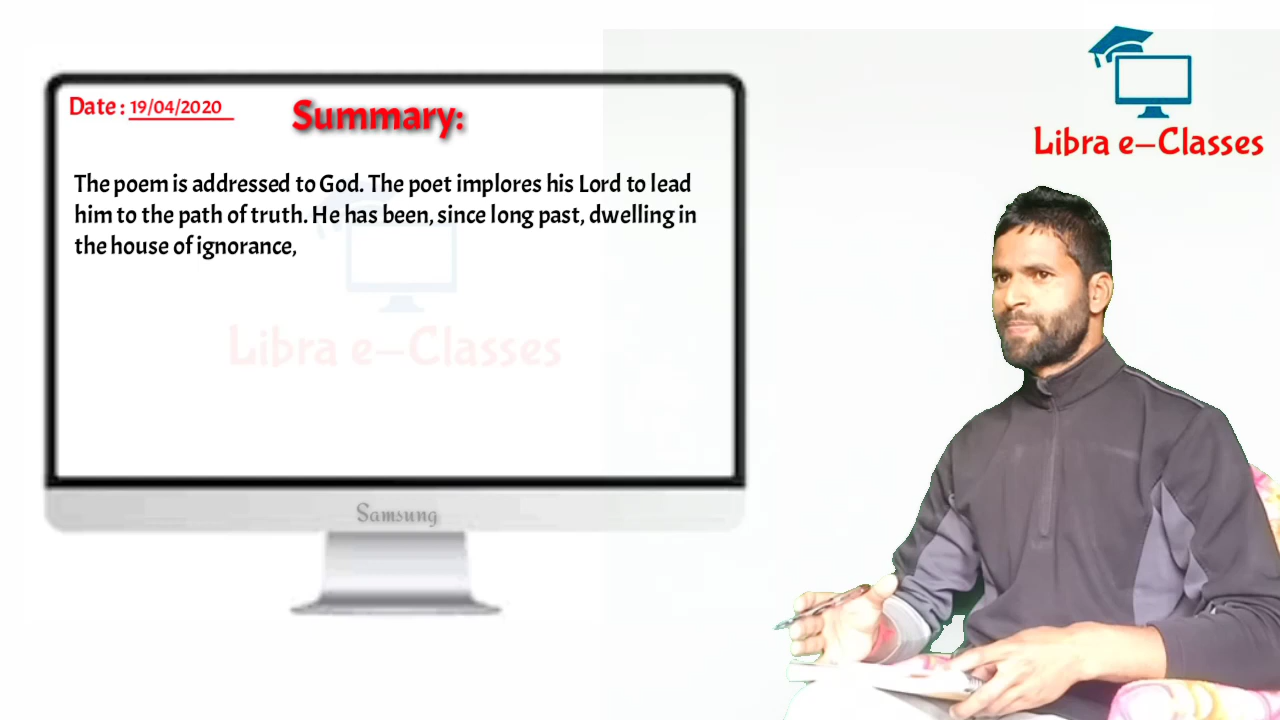 Date : 19/04/2020
Summary:
Libra e-Classes
The poem is addressed to God. The poet implores his Lord to lead
him to the path of truth. He has been, since long past, dwelling in
the house of ignorance,
Libra e-Classes
Samsung